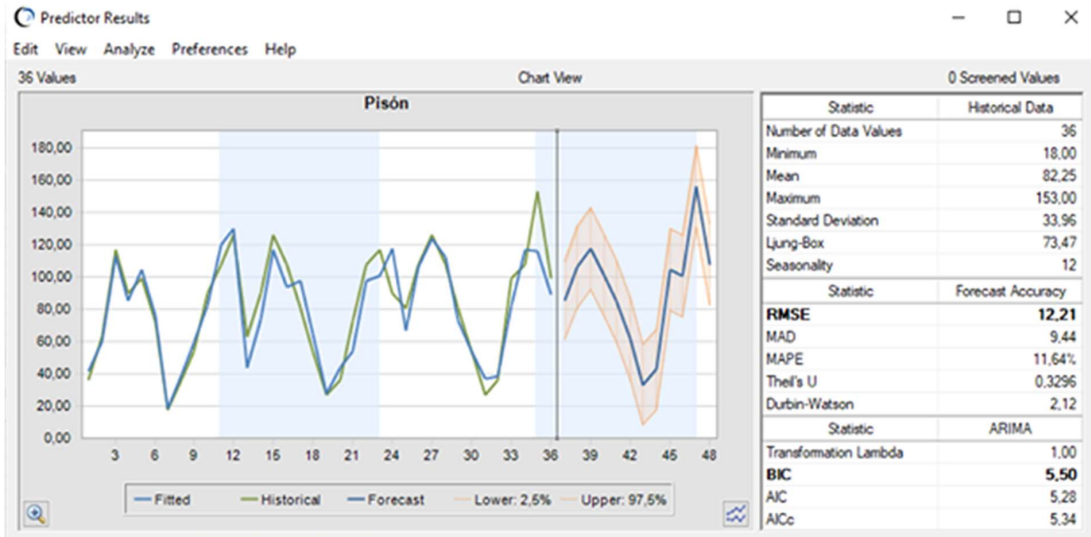 Predictor Results
Edit View Analyze Preferences Help
36 Values Chart View 0 Screened Values
Pisón
180,00
160,00
140,00
120,00
100,00
80,00
60,00
40,00
20,00
0,00
3 6 9 12 15 18 21 24 27 30 33 36 39 42 45 48
Fitted Historical Forecast Lower: 2,5% Upper: 97,5%
Statistic Historical Data
Number of Data Values 36
Minimum 18,00
Mean 82,25
Maximum 153,00
Standard Deviation 33,96
Ljung-Box 73,47
Seasonality 12
Statistic Forecast Accuracy
RMSE 12,21
MAD 9,44
MAPE 11,64%
Theil's U 0,3296
Durbin-Watson 2,12
Statistic ARIMA
Transformation Lambda 1,00
BIC 5,50
AIC 5,28
AICc 5,34